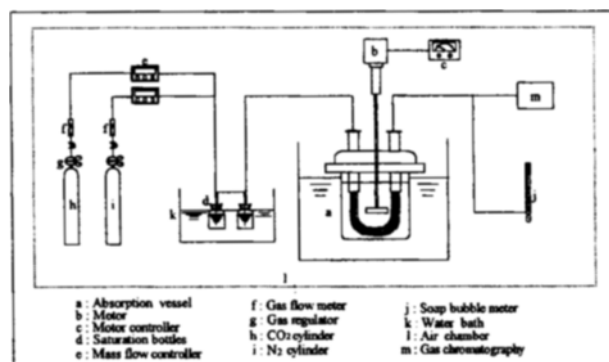 e
b
c
m
f
f
g
h
i
d
k
a
j
l
a : Absorption vessel
b : Motor
c : Motor controller
d : Saturation bottles
e : Mass flow controller
f : Gas flow meter
g : Gas regulator
h : CO2 cylinder
i : N2 cylinder
j : Soap bubble meter
k : Water bath
l : Air chamber
m : Gas chromatography